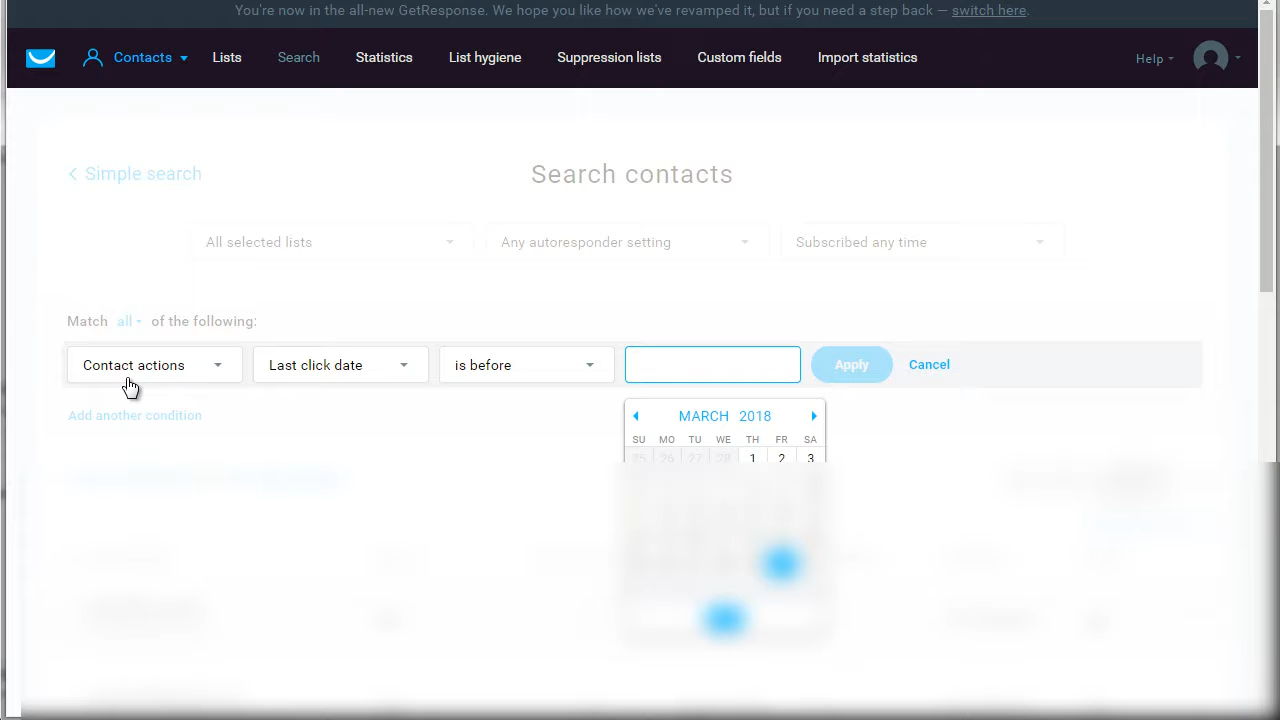 You're now in the all-new GetResponse. We hope you like how we've revamped it, but if you need a step back — switch here.
Contacts Lists Search Statistics List hygiene Suppression lists Custom fields Import statistics Help
Simple search
Search contacts
All selected lists Any autoresponder setting Subscribed any time
Match all of the following:
Contact actions Last click date is before Apply Cancel
Add another condition
MARCH 2018
SU MO TU WE TH FR SA
25 26 27 28 1 2 3